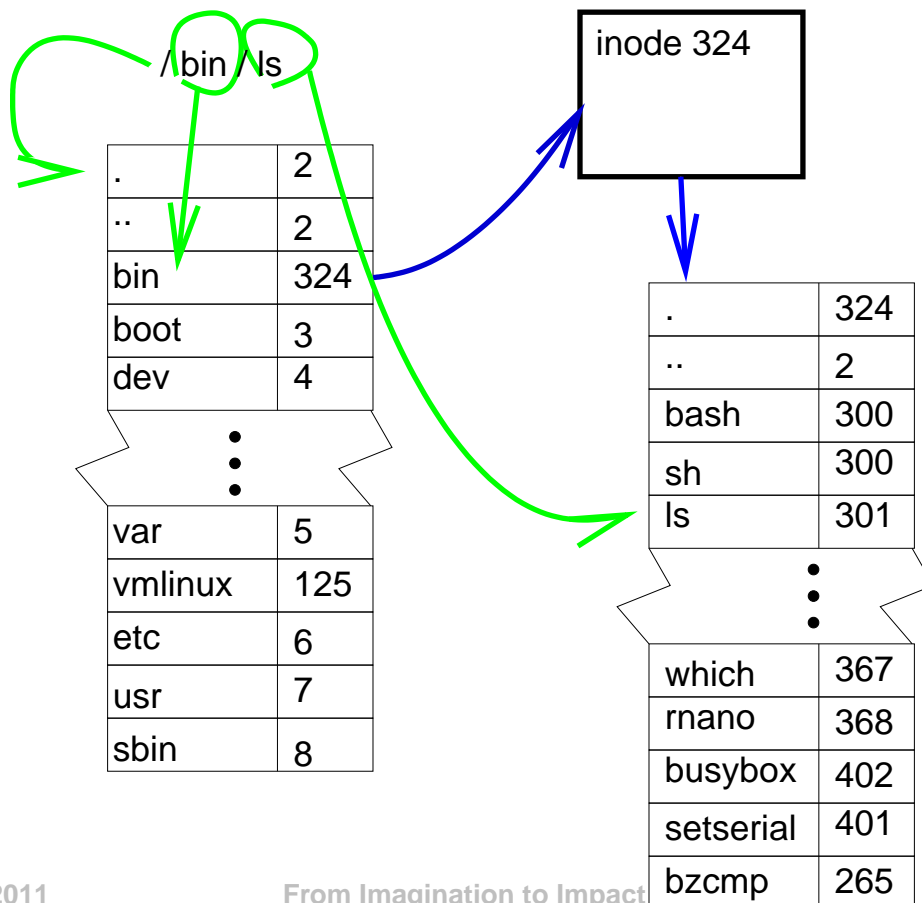 / bin / ls
inode 324
. 2
.. 2
bin 324
boot 3
dev 4
var 5
vmlinux 125
etc 6
usr 7
sbin 8
. 324
.. 2
bash 300
sh 300
ls 301
which 367
rnano 368
busybox 402
setserial 401
bzcmp 265
2011 From Imagination to Impact